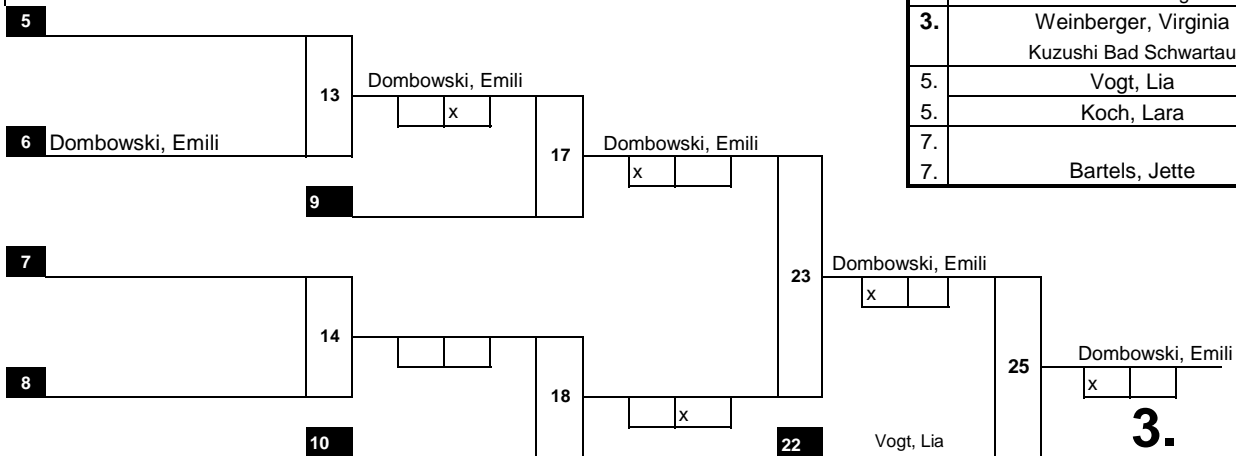 5
3.
Weinberger, Virginia
Kuzushi Bad Schwartau
5.
Vogt, Lia
5.
Koch, Lara
7.
7.
Bartels, Jette
13
Dombowski, Emili
x
6
Dombowski, Emili
17
Dombowski, Emili
x
9
7
23
Dombowski, Emili
x
14
25
Dombowski, Emili
x
8
18
x
3.
10
22
Vogt, Lia